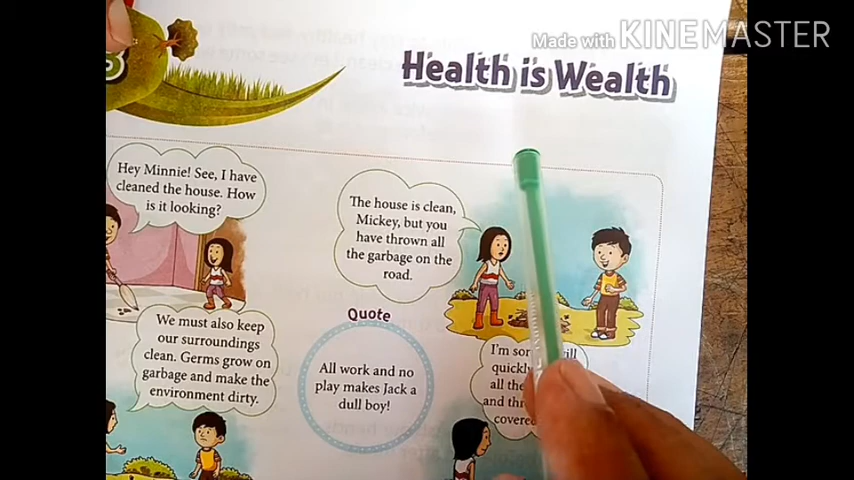 Made with KINEMASTER
Health is Wealth
Hey Minnie! See, I have
cleaned the house. How
is it looking?
The house is clean,
Mickey, but you
have thrown all
the garbage on the
road.
We must also keep
our surroundings
clean. Germs grow on
garbage and make the
environment dirty.
Quote
All work and no
play makes Jack a
dull boy!
I'm
quickly
all the
and